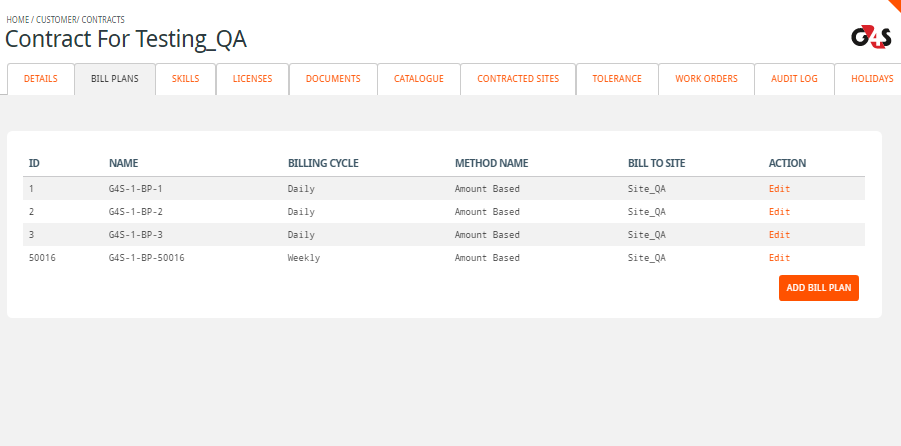 HOME / CUSTOMER/ CONTRACTS
Contract For Testing_QA
G4S
DETAILS BILL PLANS SKILLS LICENSES DOCUMENTS CATALOGUE CONTRACTED SITES TOLERANCE WORK ORDERS AUDIT LOG HOLIDAYS
ID NAME BILLING CYCLE METHOD NAME BILL TO SITE ACTION
1 G4S-1-BP-1 Daily Amount Based Site_QA Edit
2 G4S-1-BP-2 Daily Amount Based Site_QA Edit
3 G4S-1-BP-3 Daily Amount Based Site_QA Edit
50016 G4S-1-BP-50016 Weekly Amount Based Site_QA Edit
ADD BILL PLAN